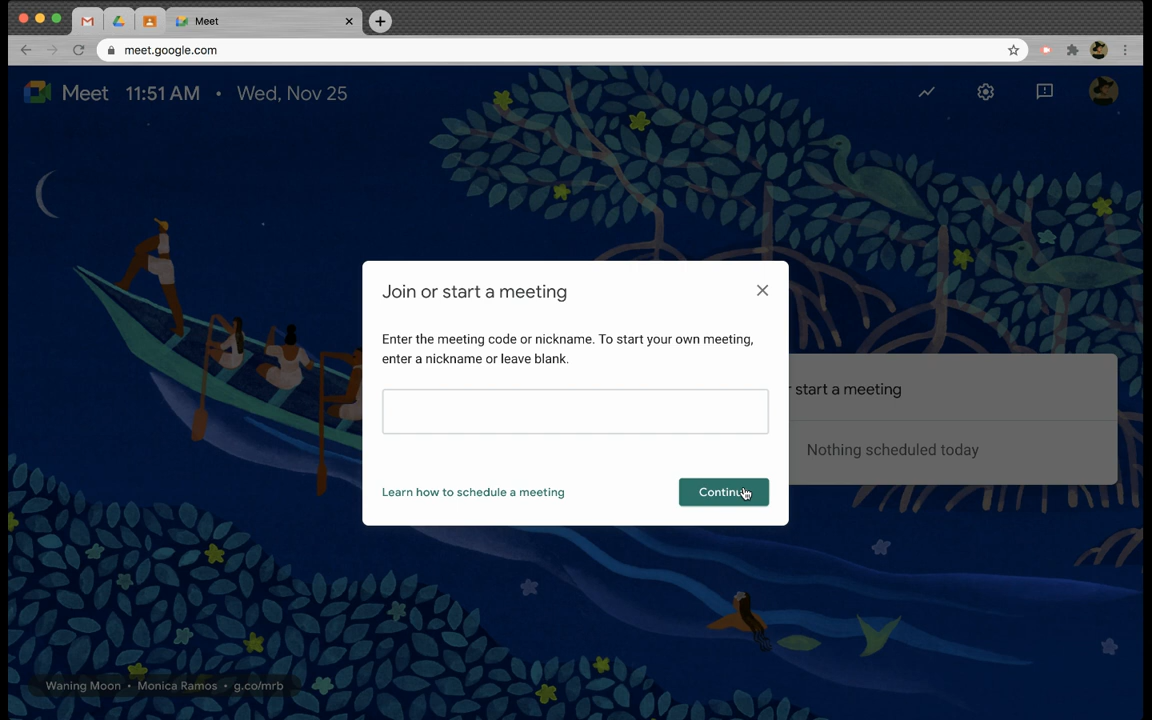 Meet
meet.google.com
Meet 11:51 AM • Wed, Nov 25
Join or start a meeting
Enter the meeting code or nickname. To start your own meeting,
enter a nickname or leave blank.
start a meeting
Nothing scheduled today
Learn how to schedule a meeting
Continue
Waning Moon • Monica Ramos • g.co/mrb